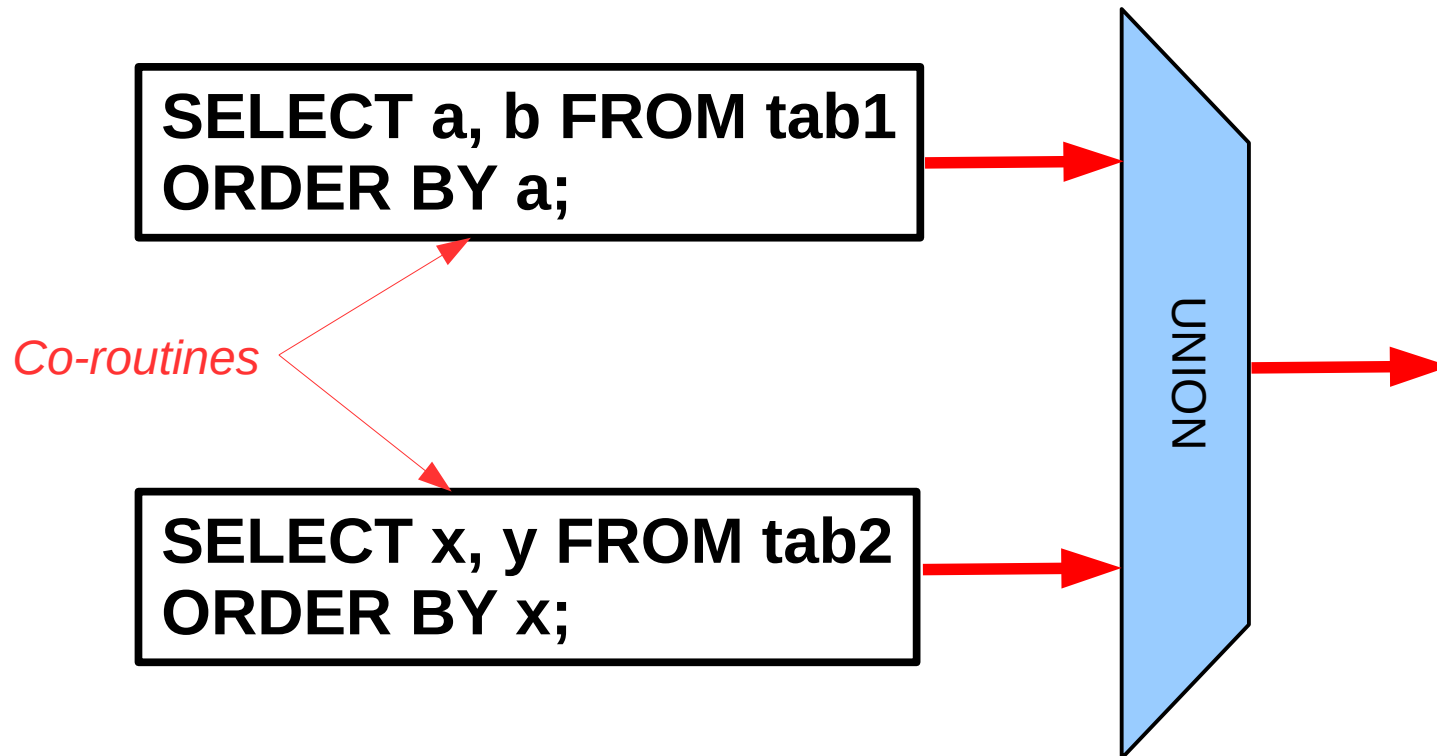 SELECT a, b FROM tab1
ORDER BY a;
Co-routines
UNION
SELECT x, y FROM tab2
ORDER BY x;